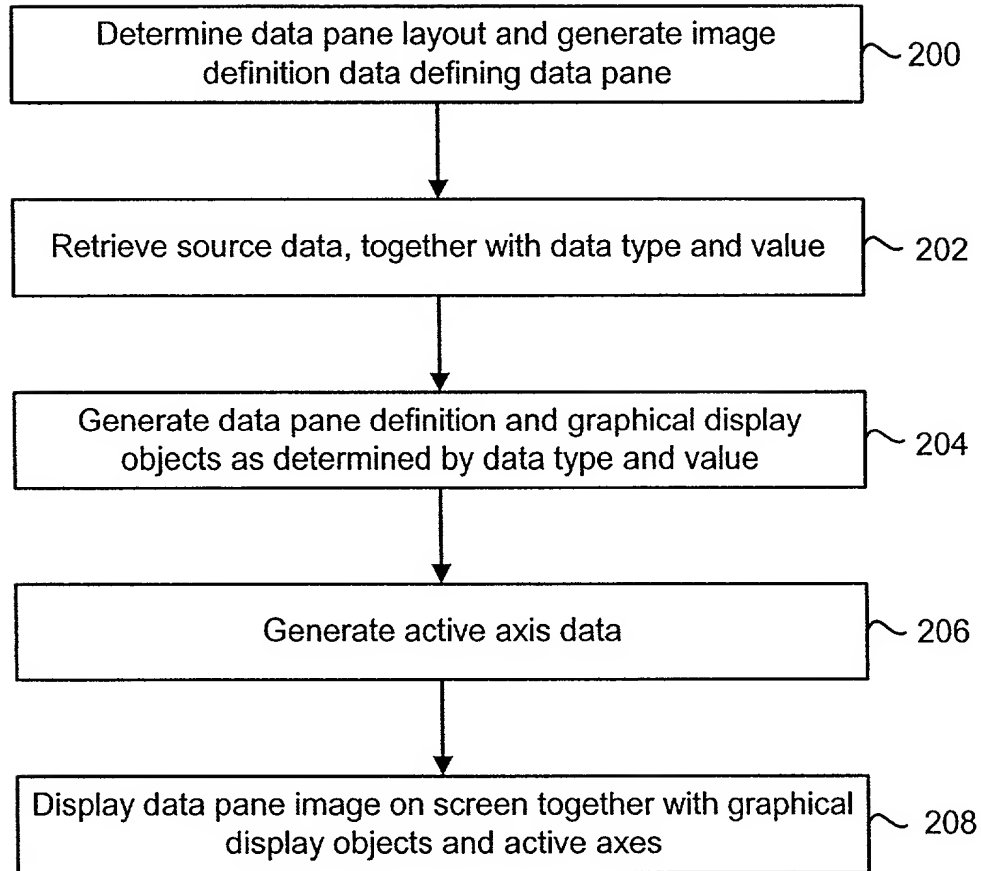 Determine data pane layout and generate image
definition data defining data pane
200
Retrieve source data, together with data type and value
202
Generate data pane definition and graphical display
objects as determined by data type and value
204
Generate active axis data
206
Display data pane image on screen together with graphical
display objects and active axes
208